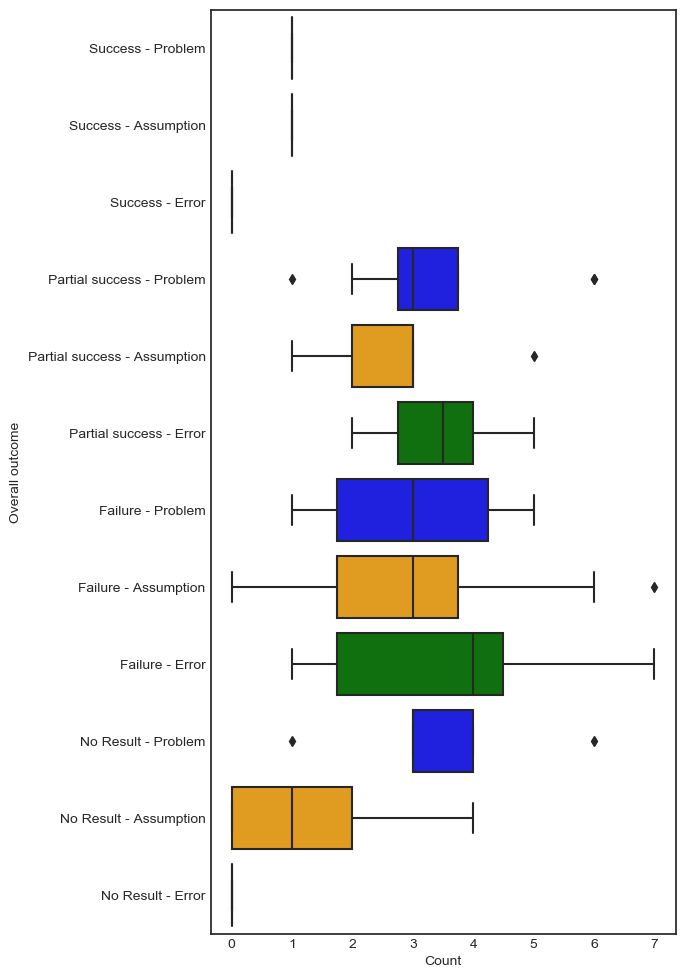 Overall outcome
Success - Problem
Success - Assumption
Success - Error
Partial success - Problem
Partial success - Assumption
Partial success - Error
Failure - Problem
Failure - Assumption
Failure - Error
No Result - Problem
No Result - Assumption
No Result - Error
0 1 2 3 4 5 6 7
Count